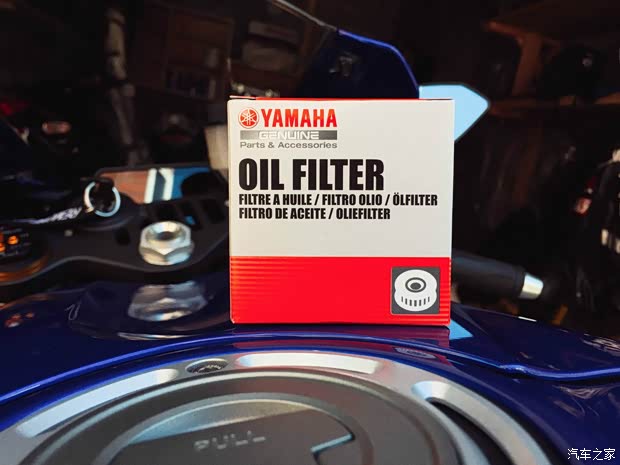 YAMAHA
GENUINE
Parts & Accessories
OIL FILTER
FILTRE A HUILE / FILTRO OLIO / ÖLFILTER
FILTRO DE ACEITE / OLIEFILTER
PULL
汽车之家